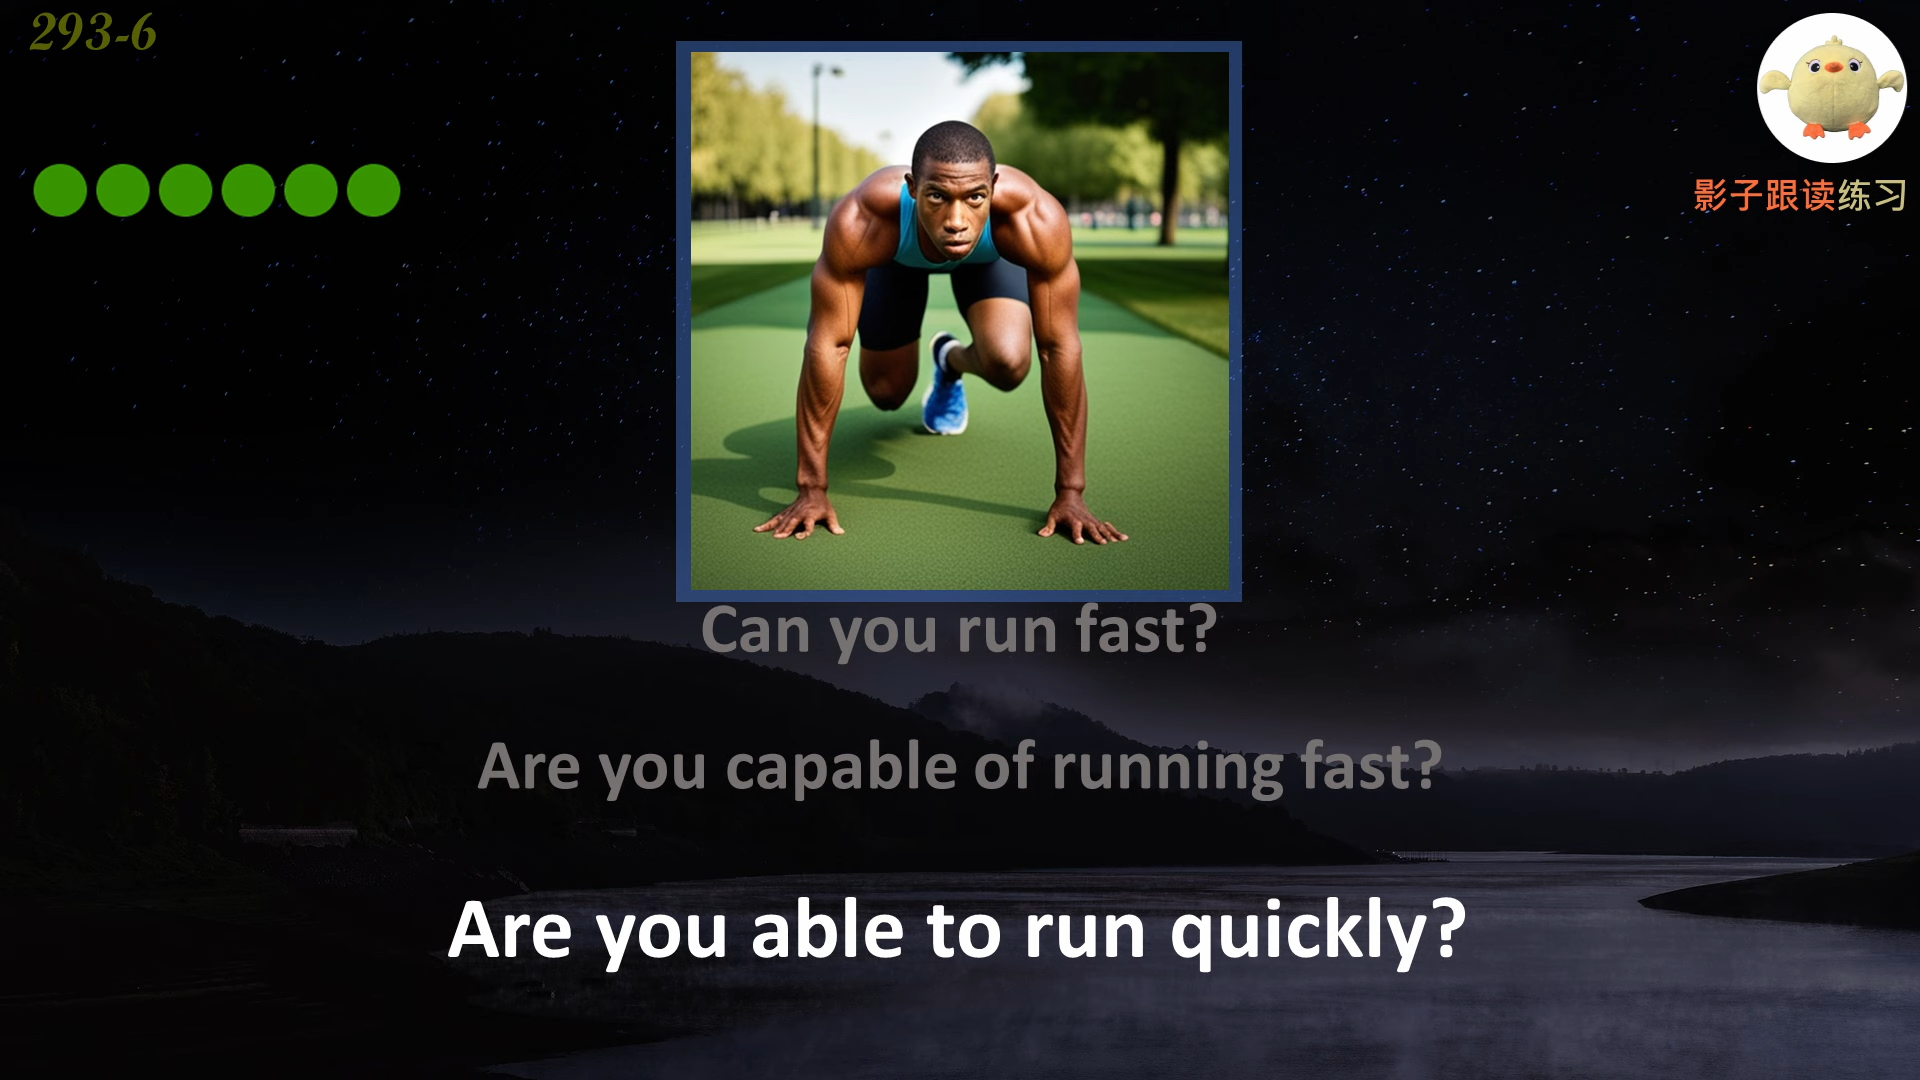 293-6
影子跟读练习
Can you run fast?
Are you capable of running fast?
Are you able to run quickly?